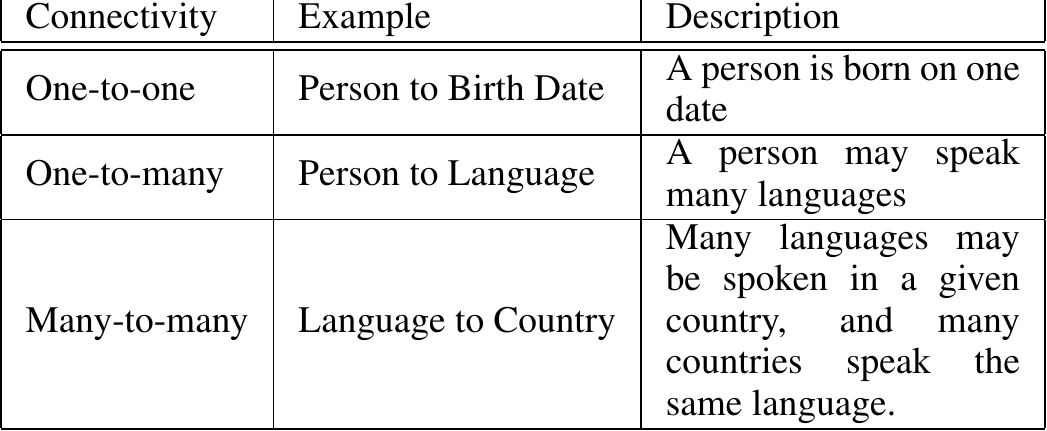 Connectivity Example Description
One-to-one Person to Birth Date A person is born on one
date
One-to-many Person to Language A person may speak
many languages
Many-to-many Language to Country Many languages may
be spoken in a given
country, and many
countries speak the
same language.